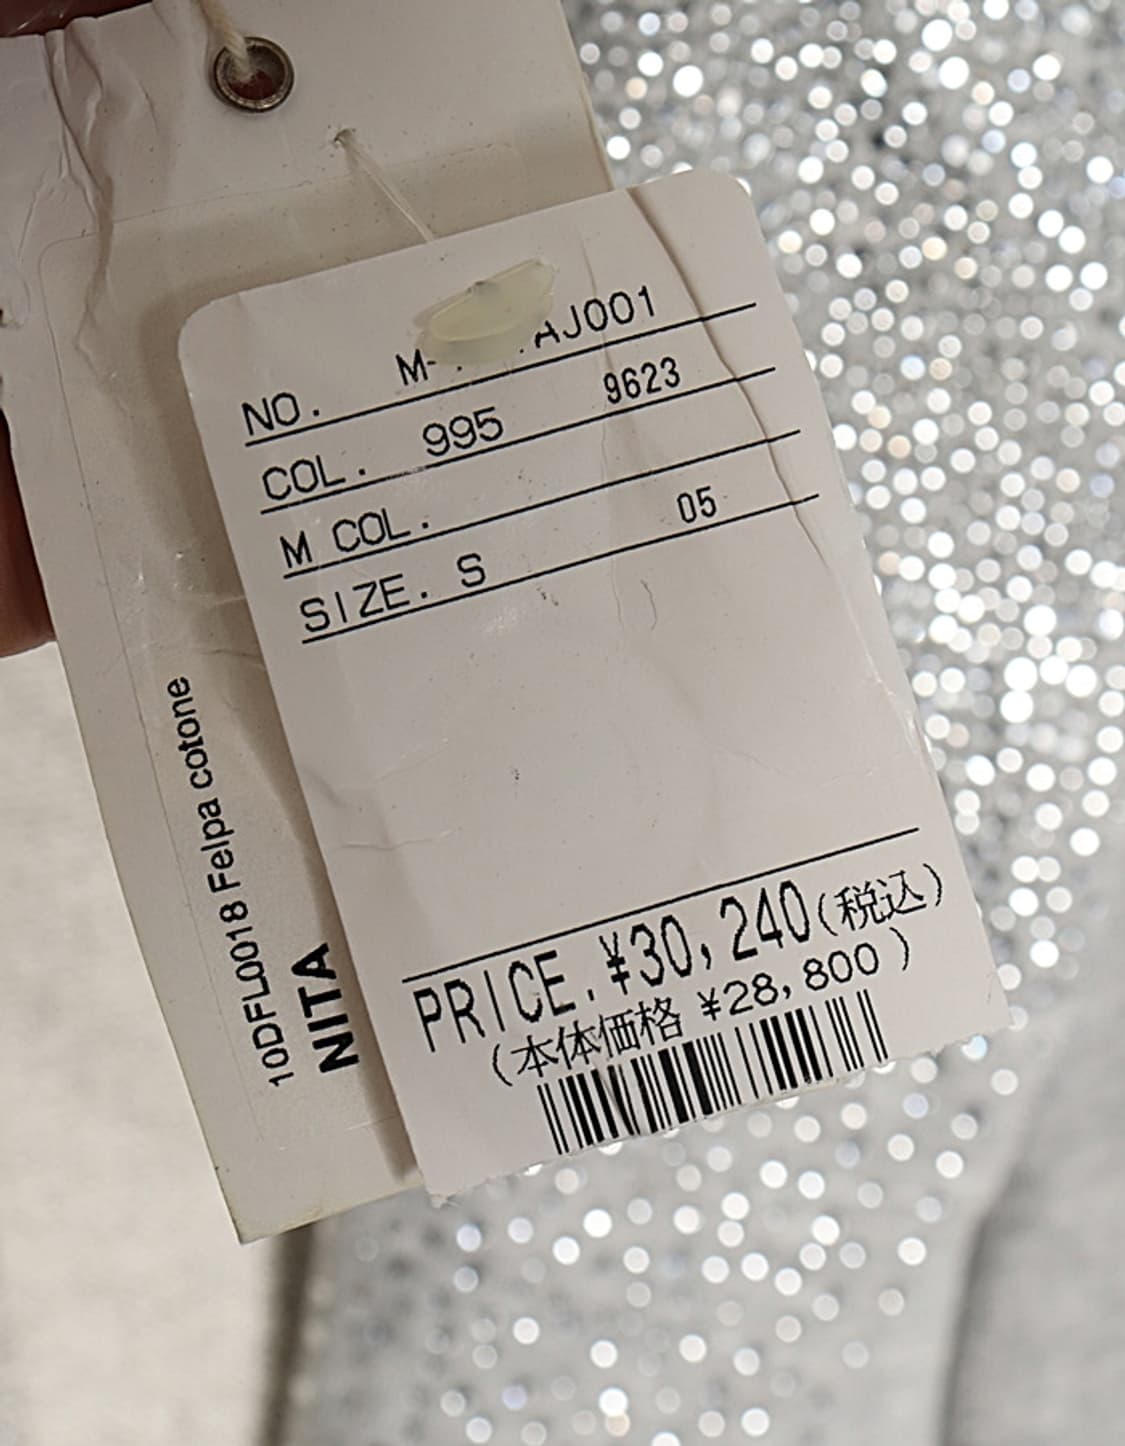 NO. M- AJ001
COL. 995 9623
M COL.
SIZE. S 05
PRICE. ¥30,240(税込)
(本体価格 ¥28,800)
10DFL0018 Felpa cotone
NITA